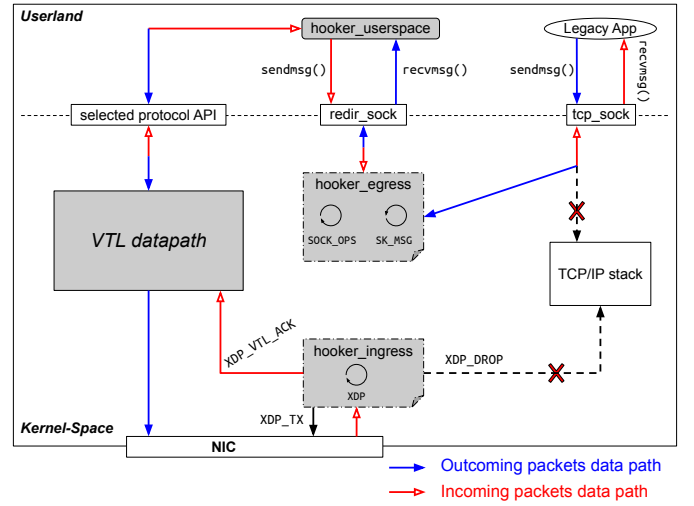 Userland
hooker_userspace
Legacy App
sendmsg()
recvmsg()
sendmsg()
recvmsg()
selected protocol API
redir_sock
tcp_sock
hooker_egress
SOCK_OPS
SK_MSG
VTL datapath
TCP/IP stack
XDP_VTL_ACK
hooker_ingress
XDP
XDP_DROP
XDP_TX
Kernel-Space
NIC
Outcoming packets data path
Incoming packets data path